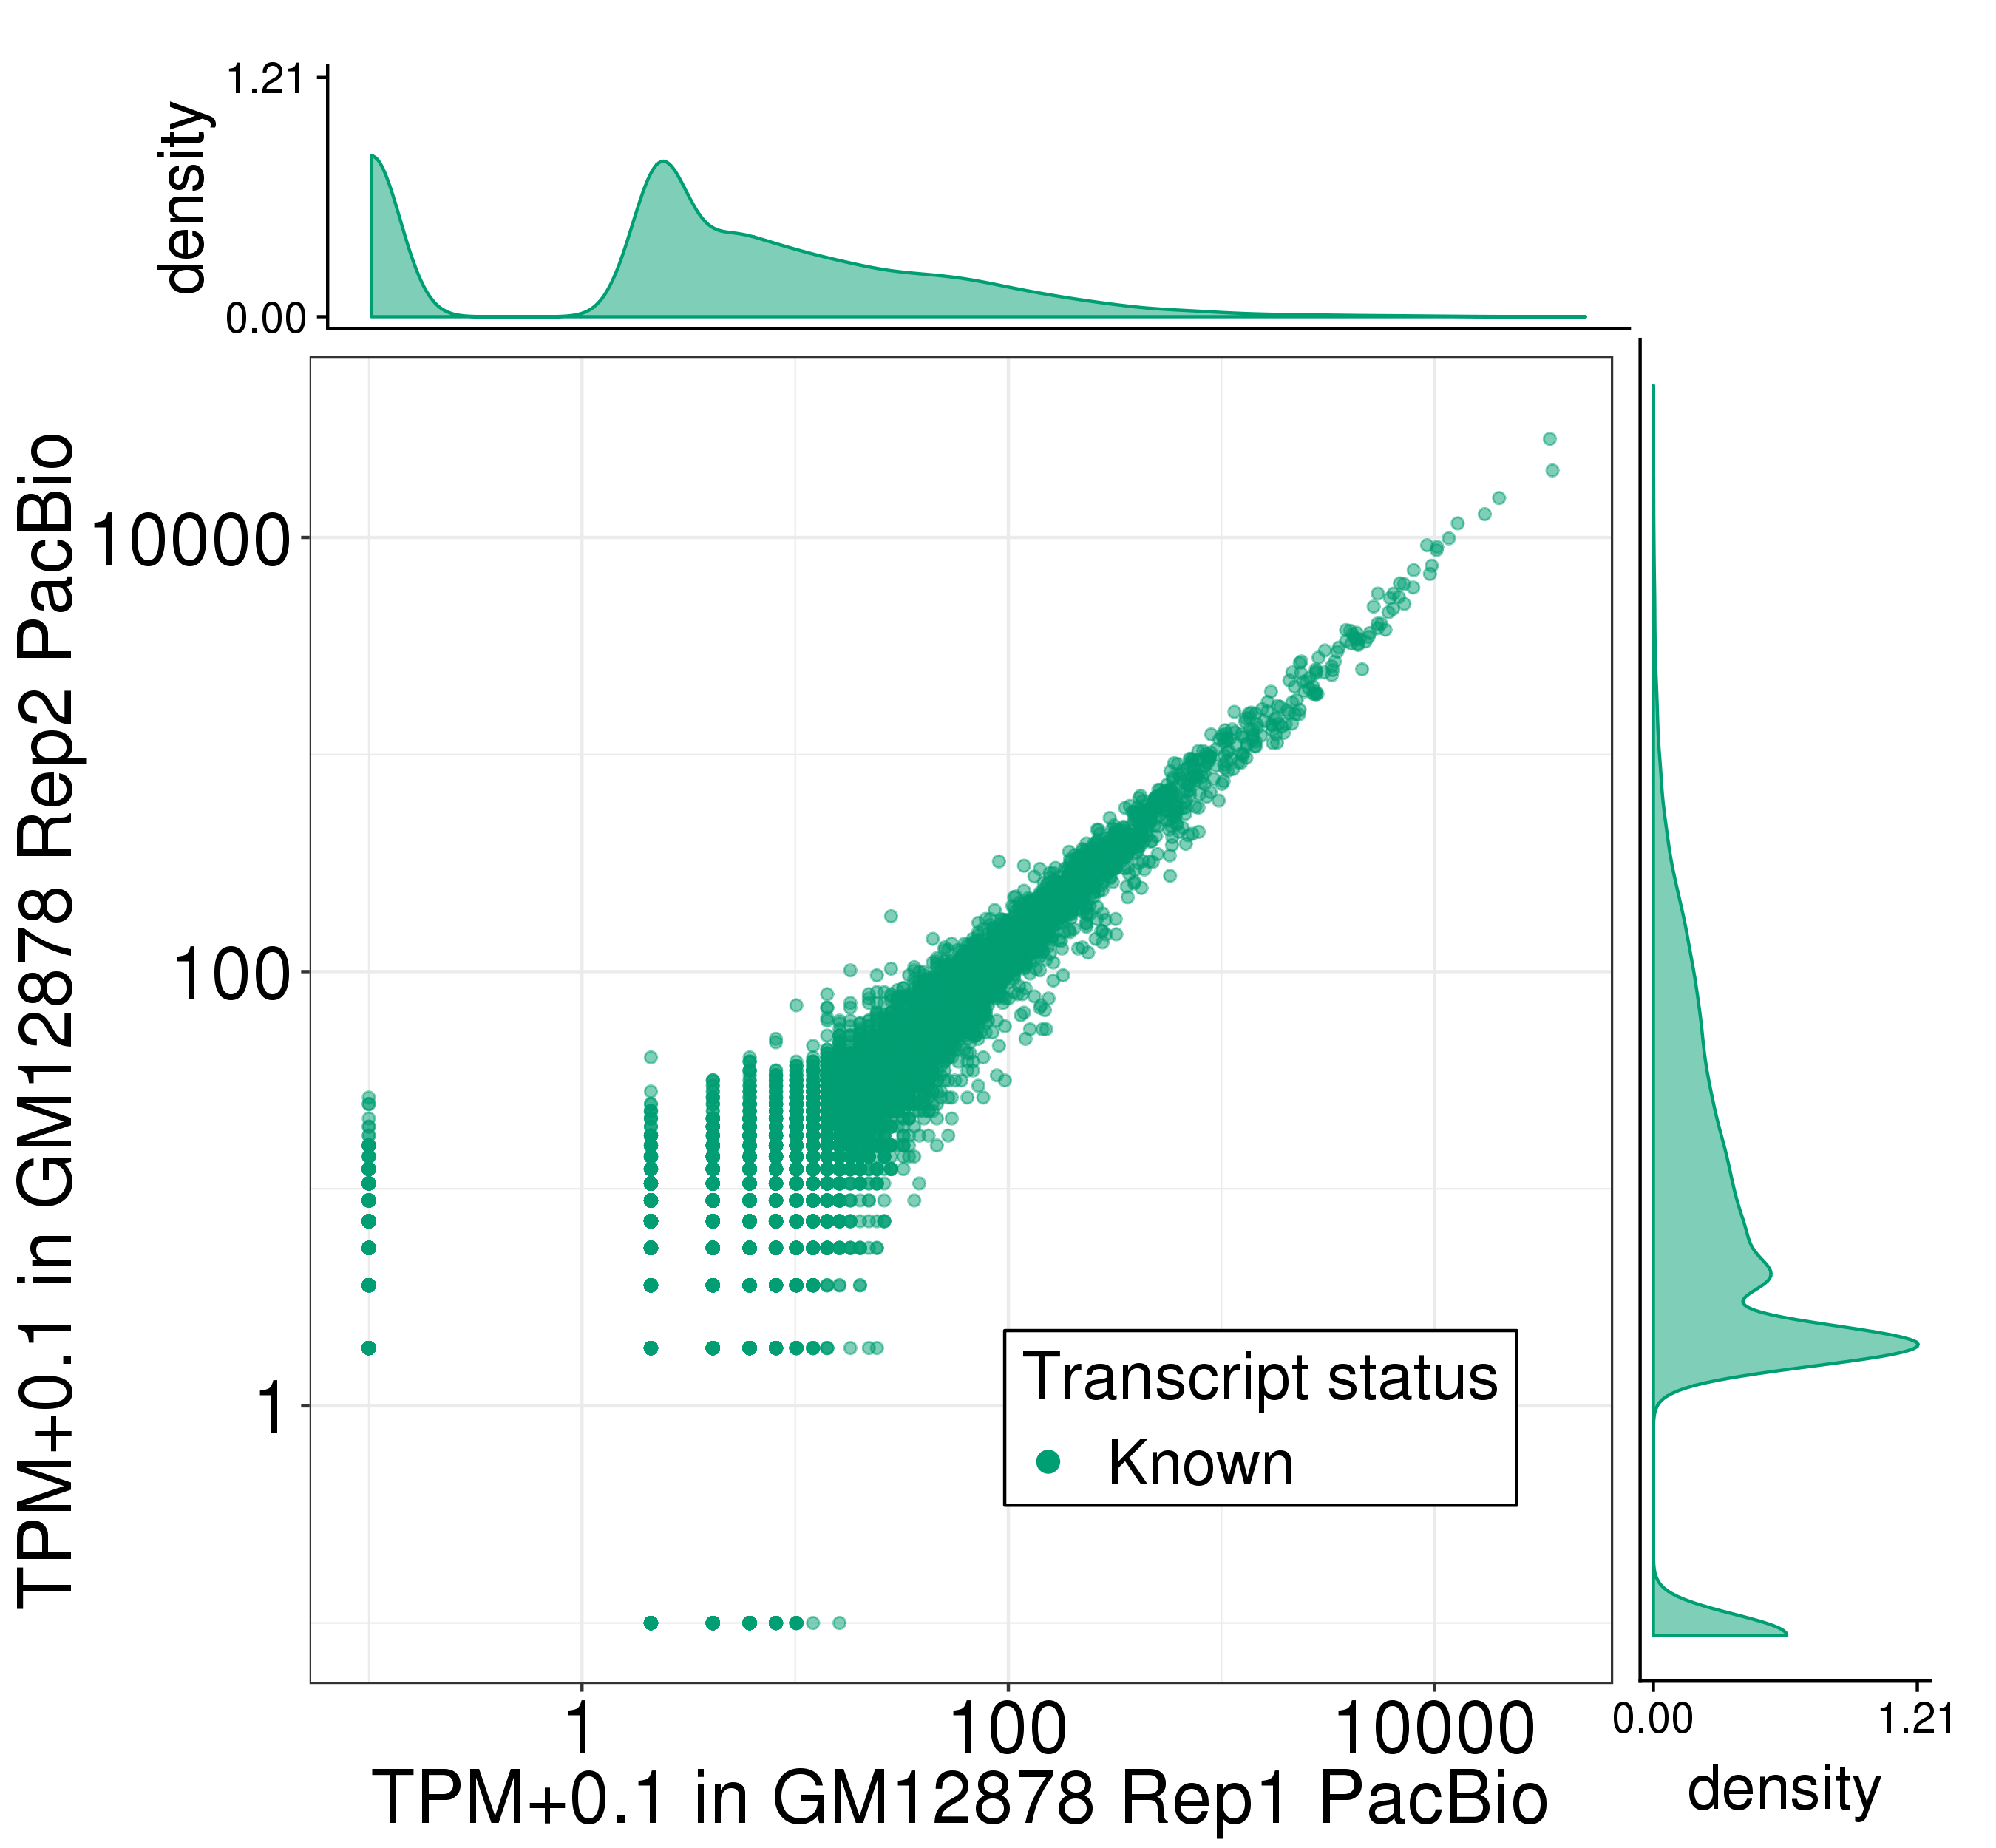 1.21
density
0.00
TPM+0.1 in GM12878 Rep2 PacBio
10000
100
1
Transcript status
Known
1
100
10000
TPM+0.1 in GM12878 Rep1 PacBio
0.00
1.21
density